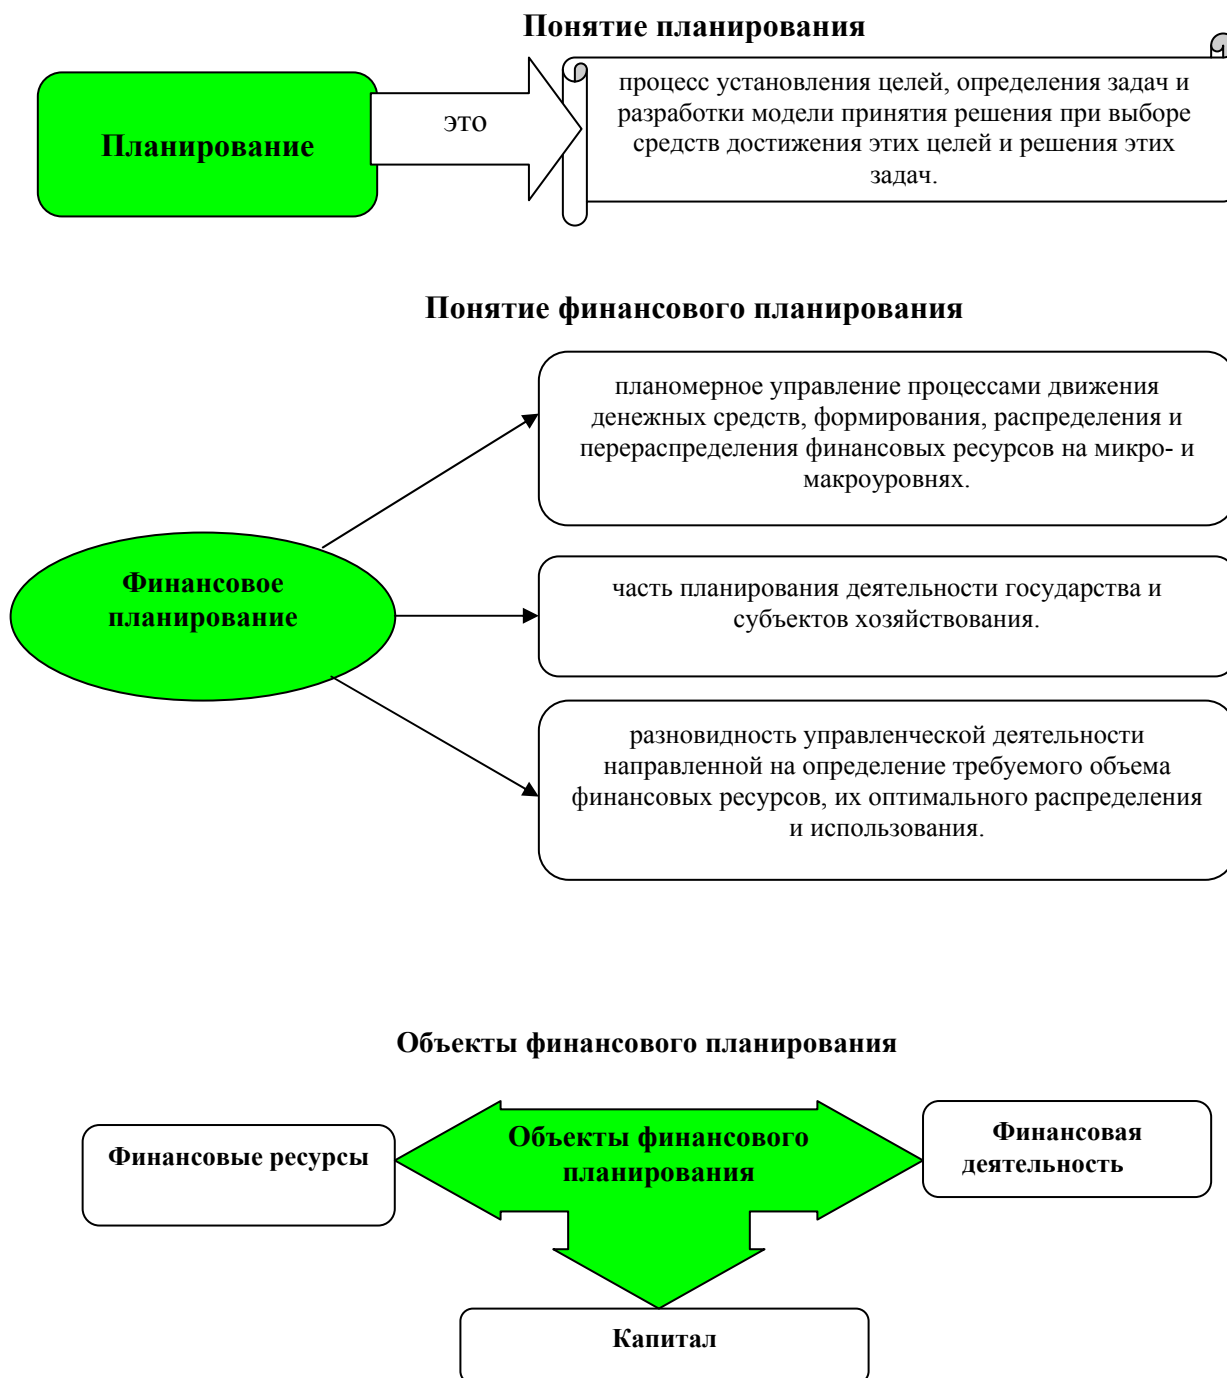 Понятие планирования
Планирование
это
процесс установления целей, определения задач и
разработки модели принятия решения при выборе
средств достижения этих целей и решения этих
задач.
Понятие финансового планирования
планомерное управление процессами движения
денежных средств, формирования, распределения и
перераспределения финансовых ресурсов на микро- и
макроуровнях.
Финансовое
планирование
часть планирования деятельности государства и
субъектов хозяйствования.
разновидность управленческой деятельности
направленной на определение требуемого объема
финансовых ресурсов, их оптимального распределения
и использования.
Объекты финансового планирования
Финансовые ресурсы
Объекты финансового
планирования
Финансовая
деятельность
Капитал